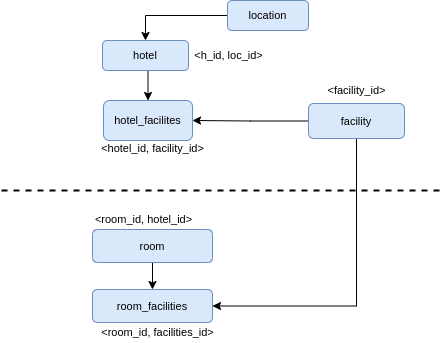 location
hotel
<h_id, loc_id>
<facility_id>
hotel_facilites
facility
<hotel_id, facility_id>
<room_id, hotel_id>
room
room_facilities
<room_id, facilities_id>